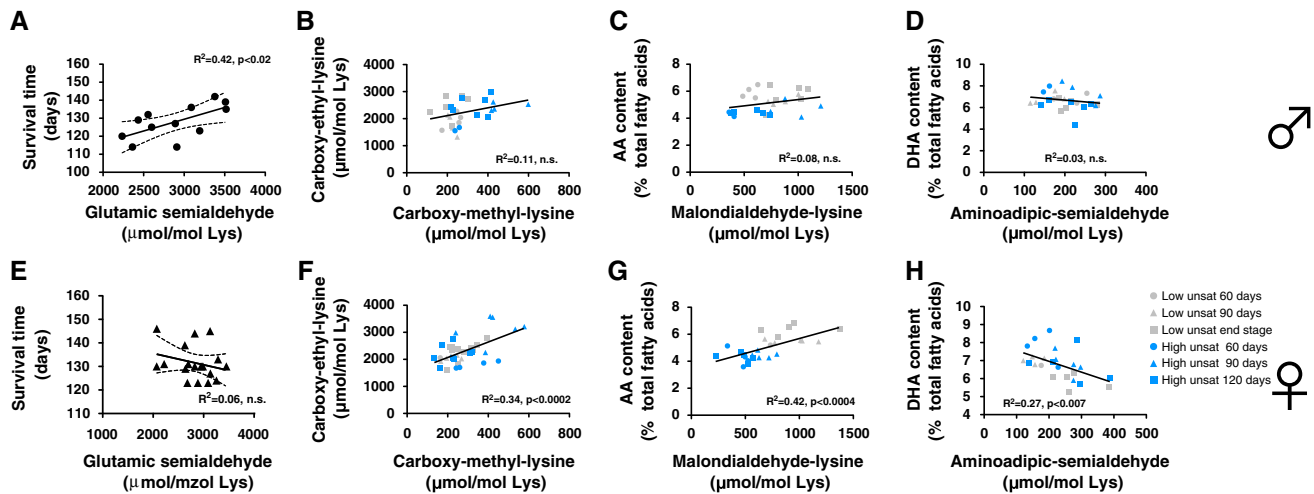 A
R²=0.42, p<0.02
Survival time
(days)
160
150
140
130
120
110
100
2000
2500
3000
3500
4000
Glutamic semialdehyde
(μmol/mol Lys)
B
Carboxy-ethyl-lysine
(μmol/mol Lys)
4000
3000
2000
1000
0
R²=0.11, n.s.
0
200
400
600
800
Carboxy-methyl-lysine
(µmol/mol Lys)
C
AA content
(% total fatty acids)
8
6
4
2
0
R²=0.08, n.s.
0
500
1000
1500
Malondialdehyde-lysine
(µmol/mol Lys)
D
DHA content
(% total fatty acids)
10
8
6
4
2
0
R²=0.03, n.s.
0
100
200
300
400
Aminoadipic-semialdehyde
(µmol/mol Lys)
♂
E
Survival time
(days)
160
150
140
130
120
110
R²=0.06, n.s.
1000
2000
3000
4000
Glutamic semialdehyde
(μ mol/mzol Lys)
F
Carboxy-ethyl-lysine
(µmol/mol Lys)
4000
3000
2000
1000
0
R²=0.34, p<0.0002
0
200
400
600
800
Carboxy-methyl-lysine
(µmol/mol Lys)
G
AA content
(% total fatty acids)
8
6
4
2
0
R²=0.42, p<0.0004
0
500
1000
1500
Malondialdehyde-lysine
(µmol/mol Lys)
H
DHA content
(% total fatty acids)
10
9
8
7
6
5
4
R²=0.27, p<0.007
0
100
200
300
400
500
Aminoadipic-semialdehyde
(µmol/mol Lys)
Low unsat 60 days
Low unsat 90 days
Low unsat end stage
High unsat 60 days
High unsat 90 days
High unsat 120 days
♀